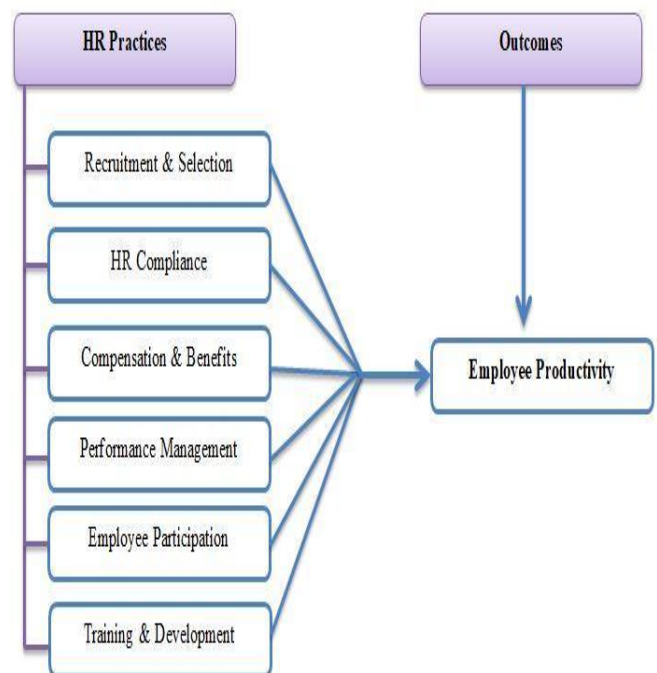 HR Practices
Outcomes
Recruitment & Selection
HR Compliance
Compensation & Benefits
Employee Productivity
Performance Management
Employee Participation
Training & Development